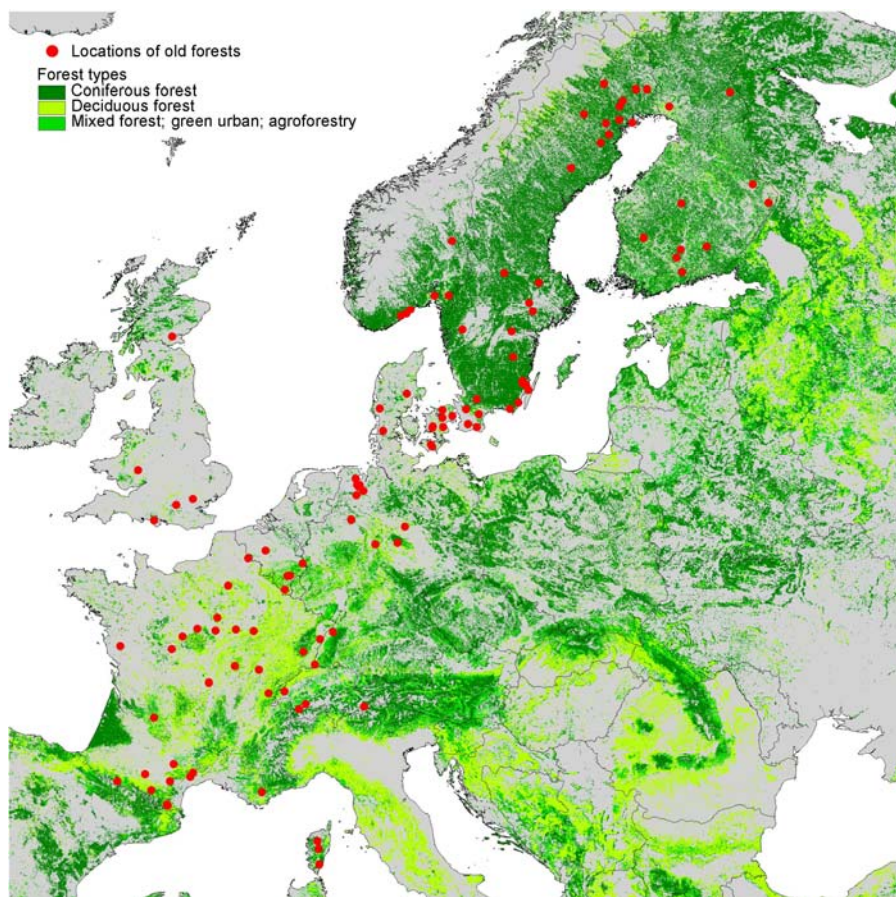 Locations of old forests
Forest types
Coniferous forest
Deciduous forest
Mixed forest; green urban; agroforestry